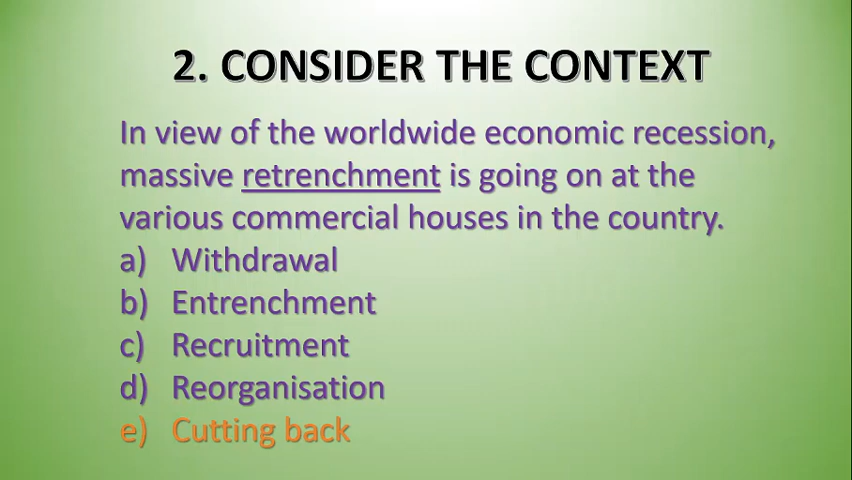 2. CONSIDER THE CONTEXT
In view of the worldwide economic recession,
massive retrenchment is going on at the
various commercial houses in the country.
a) Withdrawal
b) Entrenchment
c) Recruitment
d) Reorganisation
e) Cutting back